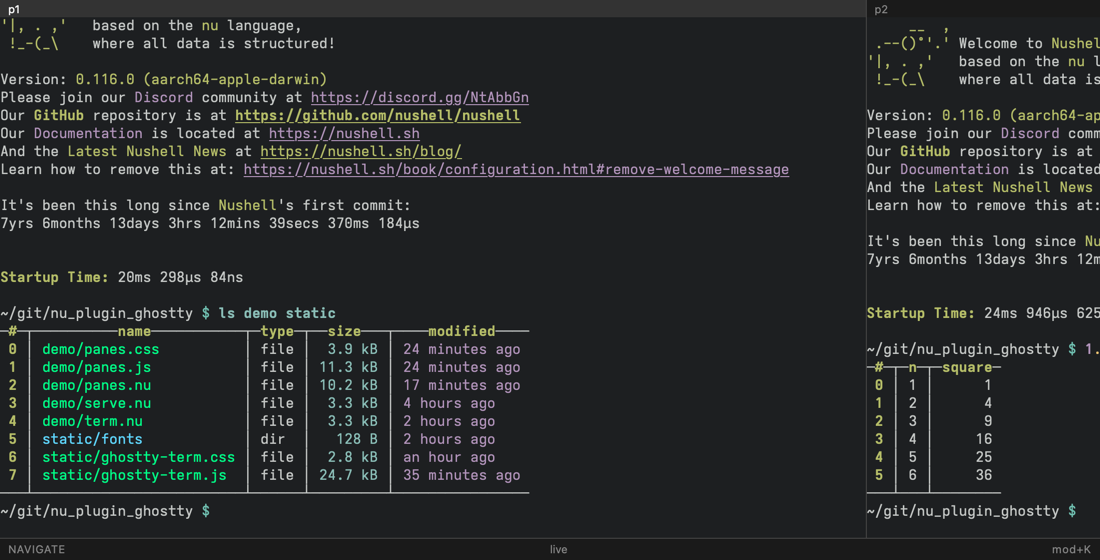 p1
'|, . ,'   based on the nu language,
 !_-(_\    where all data is structured!
Version: 0.116.0 (aarch64-apple-darwin)
Please join our Discord community at https://discord.gg/NtAbbGn
Our GitHub repository is at https://github.com/nushell/nushell
Our Documentation is located at https://nushell.sh
And the Latest Nushell News at https://nushell.sh/blog/
Learn how to remove this at: https://nushell.sh/book/configuration.html#remove-welcome-message
It's been this long since Nushell's first commit:
7yrs 6months 13days 3hrs 12mins 39secs 370ms 184µs
Startup Time: 20ms 298µs 84ns
~/git/nu_plugin_ghostty $ ls demo static
# name type size modified
0 demo/panes.css file 3.9 kB 24 minutes ago
1 demo/panes.js file 11.3 kB 24 minutes ago
2 demo/panes.nu file 10.2 kB 17 minutes ago
3 demo/serve.nu file 3.3 kB 4 hours ago
4 demo/term.nu file 3.3 kB 2 hours ago
5 static/fonts dir 128 B 2 hours ago
6 static/ghostty-term.css file 2.8 kB an hour ago
7 static/ghostty-term.js file 24.7 kB 35 minutes ago
~/git/nu_plugin_ghostty $
p2
     __  ,
 .--()°'.' Welcome to Nushel
'|, . ,'   based on the nu l
 !_-(_\    where all data is
Version: 0.116.0 (aarch64-ap
Please join our Discord comm
Our GitHub repository is at
Our Documentation is located
And the Latest Nushell News
Learn how to remove this at:
It's been this long since Nu
7yrs 6months 13days 3hrs 12m
Startup Time: 24ms 946µs 625
~/git/nu_plugin_ghostty $ 1.
# n square
0 1 1
1 2 4
2 3 9
3 4 16
4 5 25
5 6 36
~/git/nu_plugin_ghostty $
NAVIGATE
live
mod+K